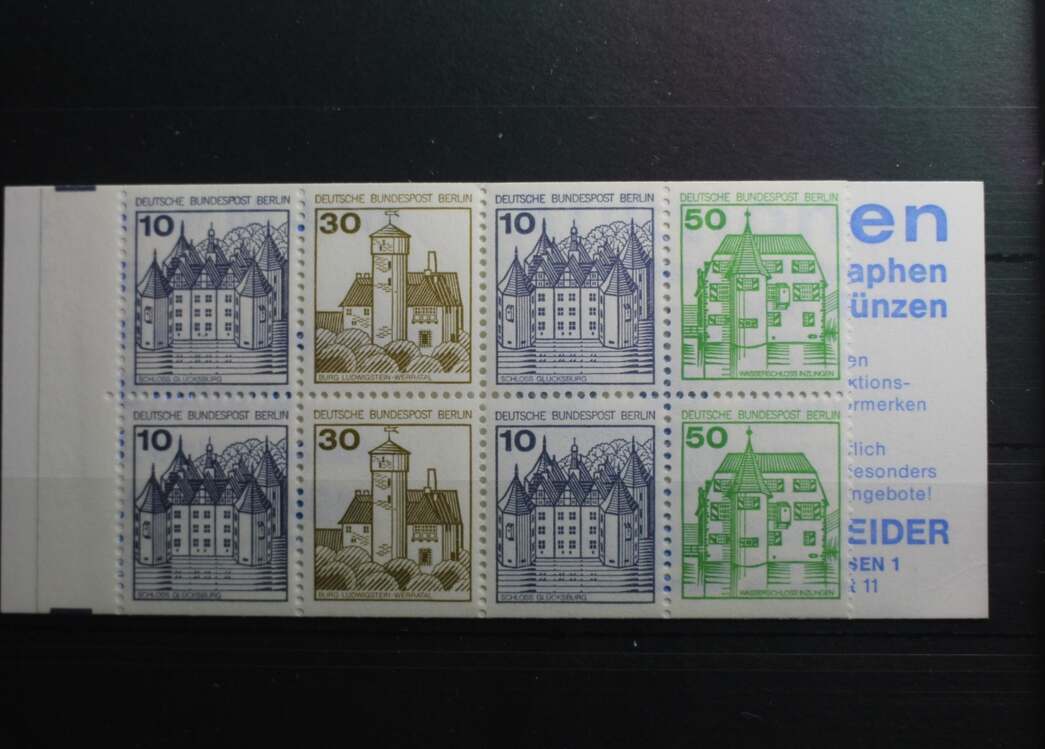 DEUTSCHE BUNDESPOST BERLIN
10
SCHLOSS GLÜCKSBURG
DEUTSCHE BUNDESPOST BERLIN
30
BURG LUDWIGSTEIN·WERRATAL
DEUTSCHE BUNDESPOST BERLIN
10
SCHLOSS GLÜCKSBURG
DEUTSCHE BUNDESPOST BERLIN
50
WASSERSCHLOSS INZLINGEN
DEUTSCHE BUNDESPOST BERLIN
10
SCHLOSS GLÜCKSBURG
DEUTSCHE BUNDESPOST BERLIN
30
BURG LUDWIGSTEIN·WERRATAL
DEUTSCHE BUNDESPOST BERLIN
10
SCHLOSS GLÜCKSBURG
DEUTSCHE BUNDESPOST BERLIN
50
WASSERSCHLOSS INZLINGEN
en
aphen
ünzen
en
ktions-
ormerken
lich
esonders
ngebote!
EIDER
SEN 1
11